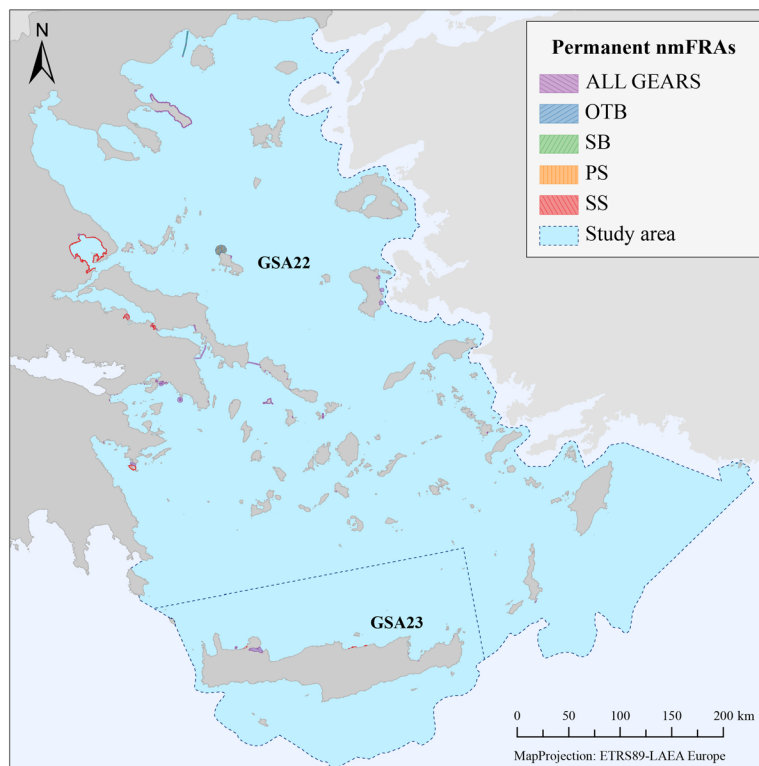 N
Permanent nmFRAs
ALL GEARS
OTB
SB
PS
SS
Study area
GSA22
GSA23
0 50 100 150 200 km
MapProjection: ETRS89-LAEA Europe